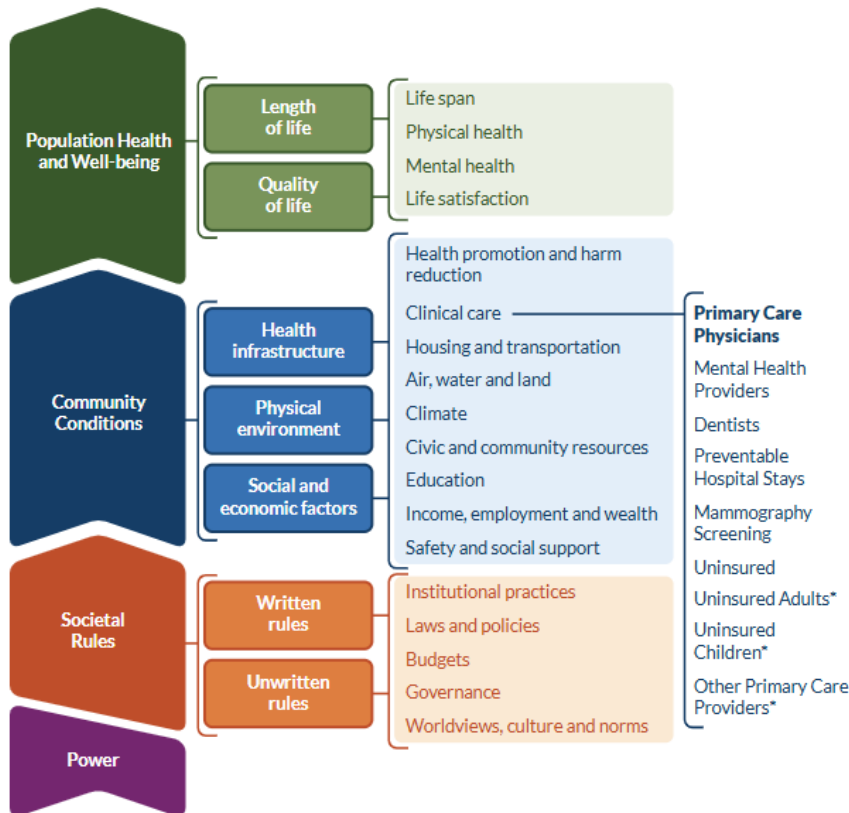 Population Health
and Well-being
Length
of life
Quality
of life
Life span
Physical health
Mental health
Life satisfaction
Community
Conditions
Health
infrastructure
Physical
environment
Social and
economic factors
Health promotion and harm
reduction
Clinical care
Housing and transportation
Air, water and land
Climate
Civic and community resources
Education
Income, employment and wealth
Safety and social support
Primary Care
Physicians
Mental Health
Providers
Dentists
Preventable
Hospital Stays
Mammography
Screening
Uninsured
Uninsured Adults*
Uninsured
Children*
Other Primary Care
Providers*
Societal
Rules
Written
rules
Unwritten
rules
Institutional practices
Laws and policies
Budgets
Governance
Worldviews, culture and norms
Power